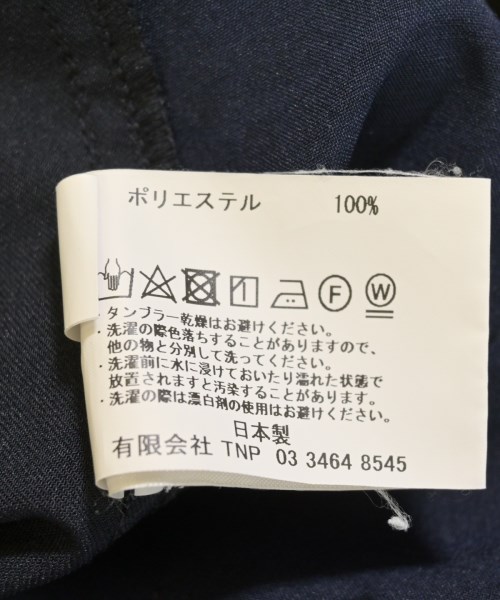 ポリエステル 100%
F W
・タンブラー乾燥はお避けください。
・洗濯の際色落ちすることがありますので、
他の物と分別して洗ってください。
・洗濯前に水に浸けておいたり濡れた状態で
放置されますと汚染することがあります。
・洗濯の際は漂白剤の使用はお避けください。
日本製
有限会社 TNP 03 3464 8545